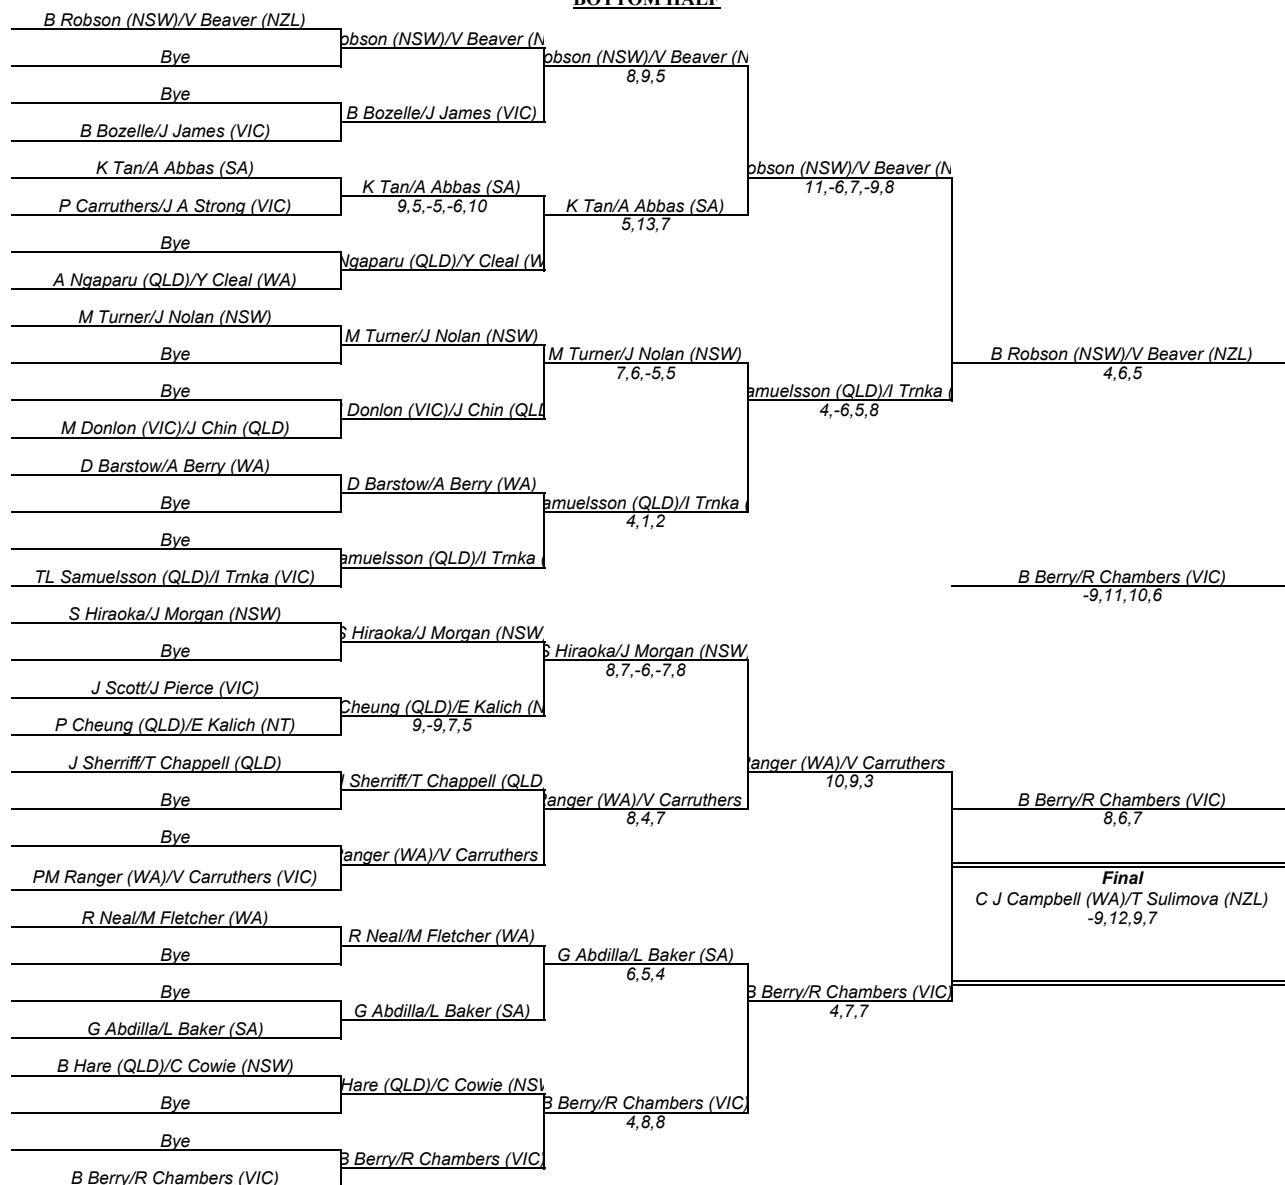 BOTTOM HALF
B Robson (NSW)/V Beaver (NZL)
Bye
Bye
B Bozelle/J James (VIC)
K Tan/A Abbas (SA)
P Carruthers/J A Strong (VIC)
Bye
A Ngaparu (QLD)/Y Cleal (WA)
M Turner/J Nolan (NSW)
Bye
Bye
M Donlon (VIC)/J Chin (QLD)
D Barstow/A Berry (WA)
Bye
Bye
TL Samuelsson (QLD)/I Trnka (VIC)
S Hiraoka/J Morgan (NSW)
Bye
J Scott/J Pierce (VIC)
P Cheung (QLD)/E Kalich (NT)
J Sherriff/T Chappell (QLD)
Bye
Bye
PM Ranger (WA)/V Carruthers (VIC)
R Neal/M Fletcher (WA)
Bye
Bye
G Abdilla/L Baker (SA)
B Hare (QLD)/C Cowie (NSW)
Bye
Bye
B Berry/R Chambers (VIC)
obson (NSW)/V Beaver (N
B Bozelle/J James (VIC)
K Tan/A Abbas (SA)
9,5,-5,-6,10
Ngaparu (QLD)/Y Cleal (W
M Turner/J Nolan (NSW)
Donlon (VIC)/J Chin (QLD
D Barstow/A Berry (WA)
amuelsson (QLD)/I Trnka (
S Hiraoka/J Morgan (NSW)
Cheung (QLD)/E Kalich (N
9,-9,7,5
J Sherriff/T Chappell (QLD
Ranger (WA)/V Carruthers
R Neal/M Fletcher (WA)
G Abdilla/L Baker (SA)
Hare (QLD)/C Cowie (NSW
B Berry/R Chambers (VIC)
obson (NSW)/V Beaver (N
8,9,5
K Tan/A Abbas (SA)
5,13,7
M Turner/J Nolan (NSW)
7,6,-5,5
amuelsson (QLD)/I Trnka (
4,1,2
S Hiraoka/J Morgan (NSW)
8,7,-6,-7,8
Ranger (WA)/V Carruthers
8,4,7
G Abdilla/L Baker (SA)
6,5,4
B Berry/R Chambers (VIC)
4,8,8
obson (NSW)/V Beaver (N
11,-6,7,-9,8
amuelsson (QLD)/I Trnka (
4,-6,5,8
Ranger (WA)/V Carruthers
10,9,3
B Berry/R Chambers (VIC)
4,7,7
B Robson (NSW)/V Beaver (NZL)
4,6,5
B Berry/R Chambers (VIC)
-9,11,10,6
B Berry/R Chambers (VIC)
8,6,7
Final
C J Campbell (WA)/T Sulimova (NZL)
-9,12,9,7